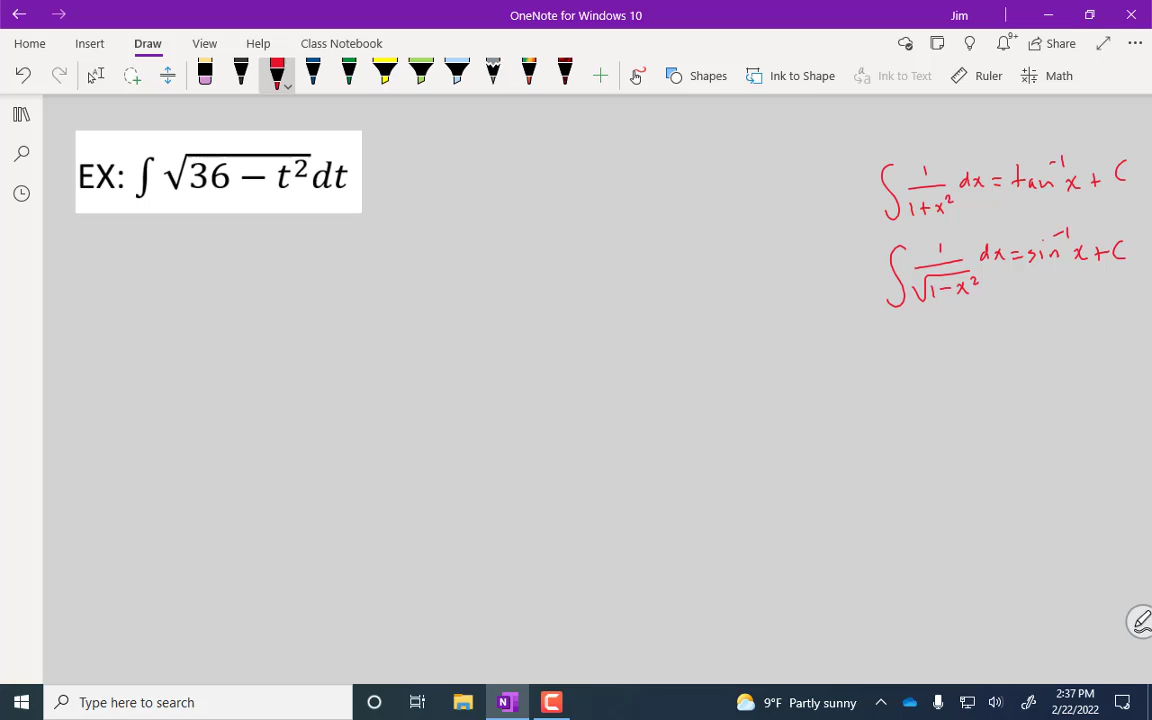 OneNote for Windows 10
Jim
Home Insert Draw View Help Class Notebook
9+
Share
Shapes Ink to Shape Ink to Text Ruler Math
EX: ∫ √36 − t² dt
∫ 1/(1+x²) dx = tan⁻¹ x + C
∫ 1/√(1−x²) dx = sin⁻¹ x + C
Type here to search
N
C
9°F Partly sunny
2:37 PM
2/22/2022